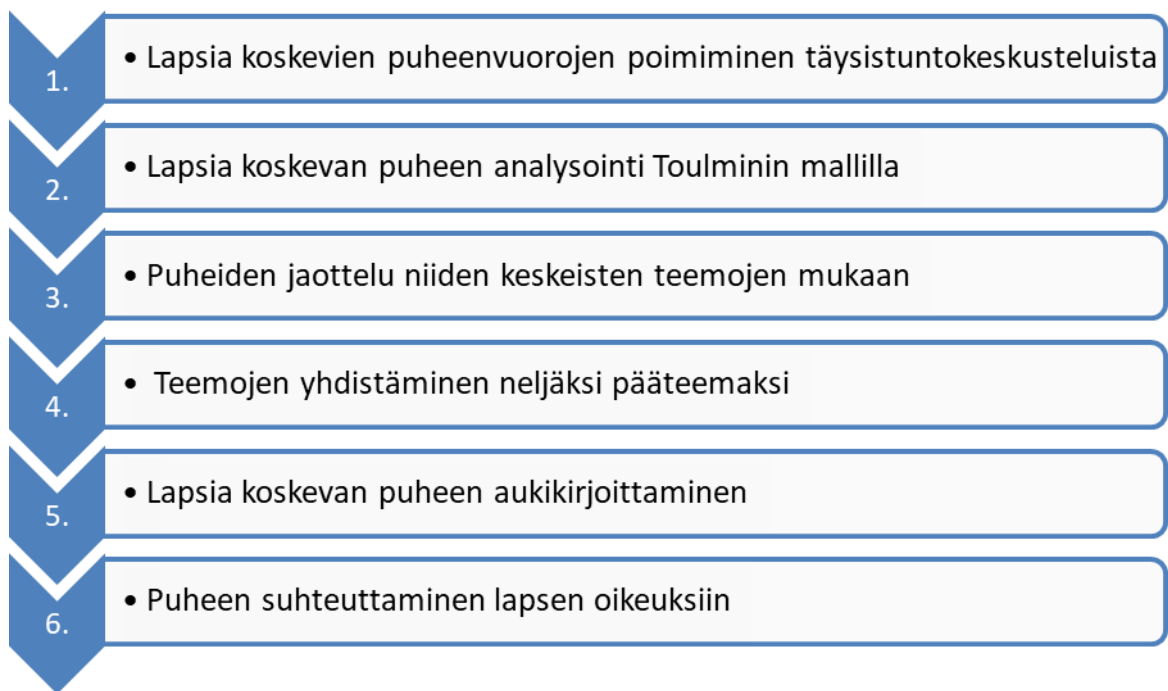 1. • Lapsia koskevien puheenvuorojen poimiminen täysistuntokeskusteluista
2. • Lapsia koskevan puheen analysointi Toulminin mallilla
3. • Puheiden jaottelu niiden keskeisten teemojen mukaan
4. • Teemojen yhdistäminen neljäksi pääteemaksi
5. • Lapsia koskevan puheen aukikirjoittaminen
6. • Puheen suhteuttaminen lapsen oikeuksiin